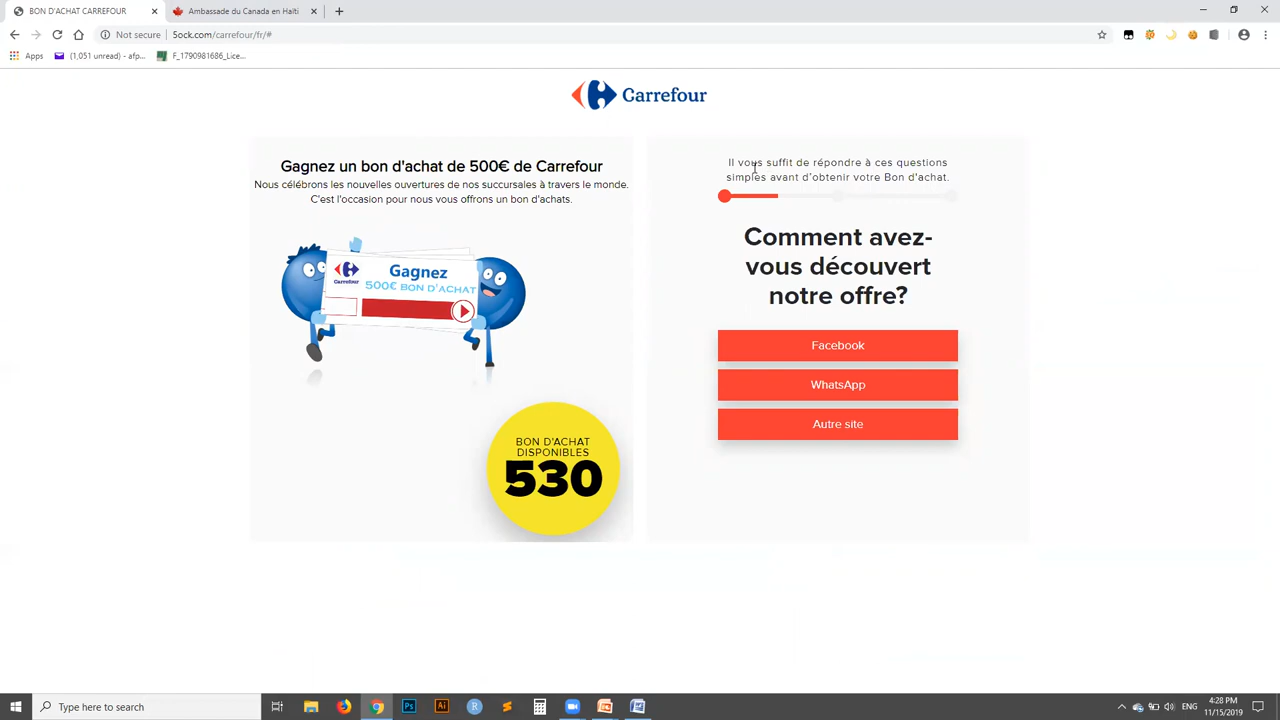 BON D'ACHAT CARREFOUR
Ambassade du Canada en Haïti
Not secure
5ock.com/carrefour/fr/#
Apps
(1,051 unread) - afp...
F_1790981686_Lice...
Carrefour
Gagnez un bon d'achat de 500€ de Carrefour
Nous célébrons les nouvelles ouvertures de nos succursales à travers le monde.
C'est l'occasion pour nous vous offrons un bon d'achats.
Carrefour
Gagnez
500€ BON D'ACHAT
BON D'ACHAT
DISPONIBLES
530
Il vous suffit de répondre à ces questions
simples avant d'obtenir votre Bon d'achat.
Comment avez-
vous découvert
notre offre?
Facebook
WhatsApp
Autre site
Type here to search
Ps
Ai
R
ENG
4:28 PM
11/15/2019